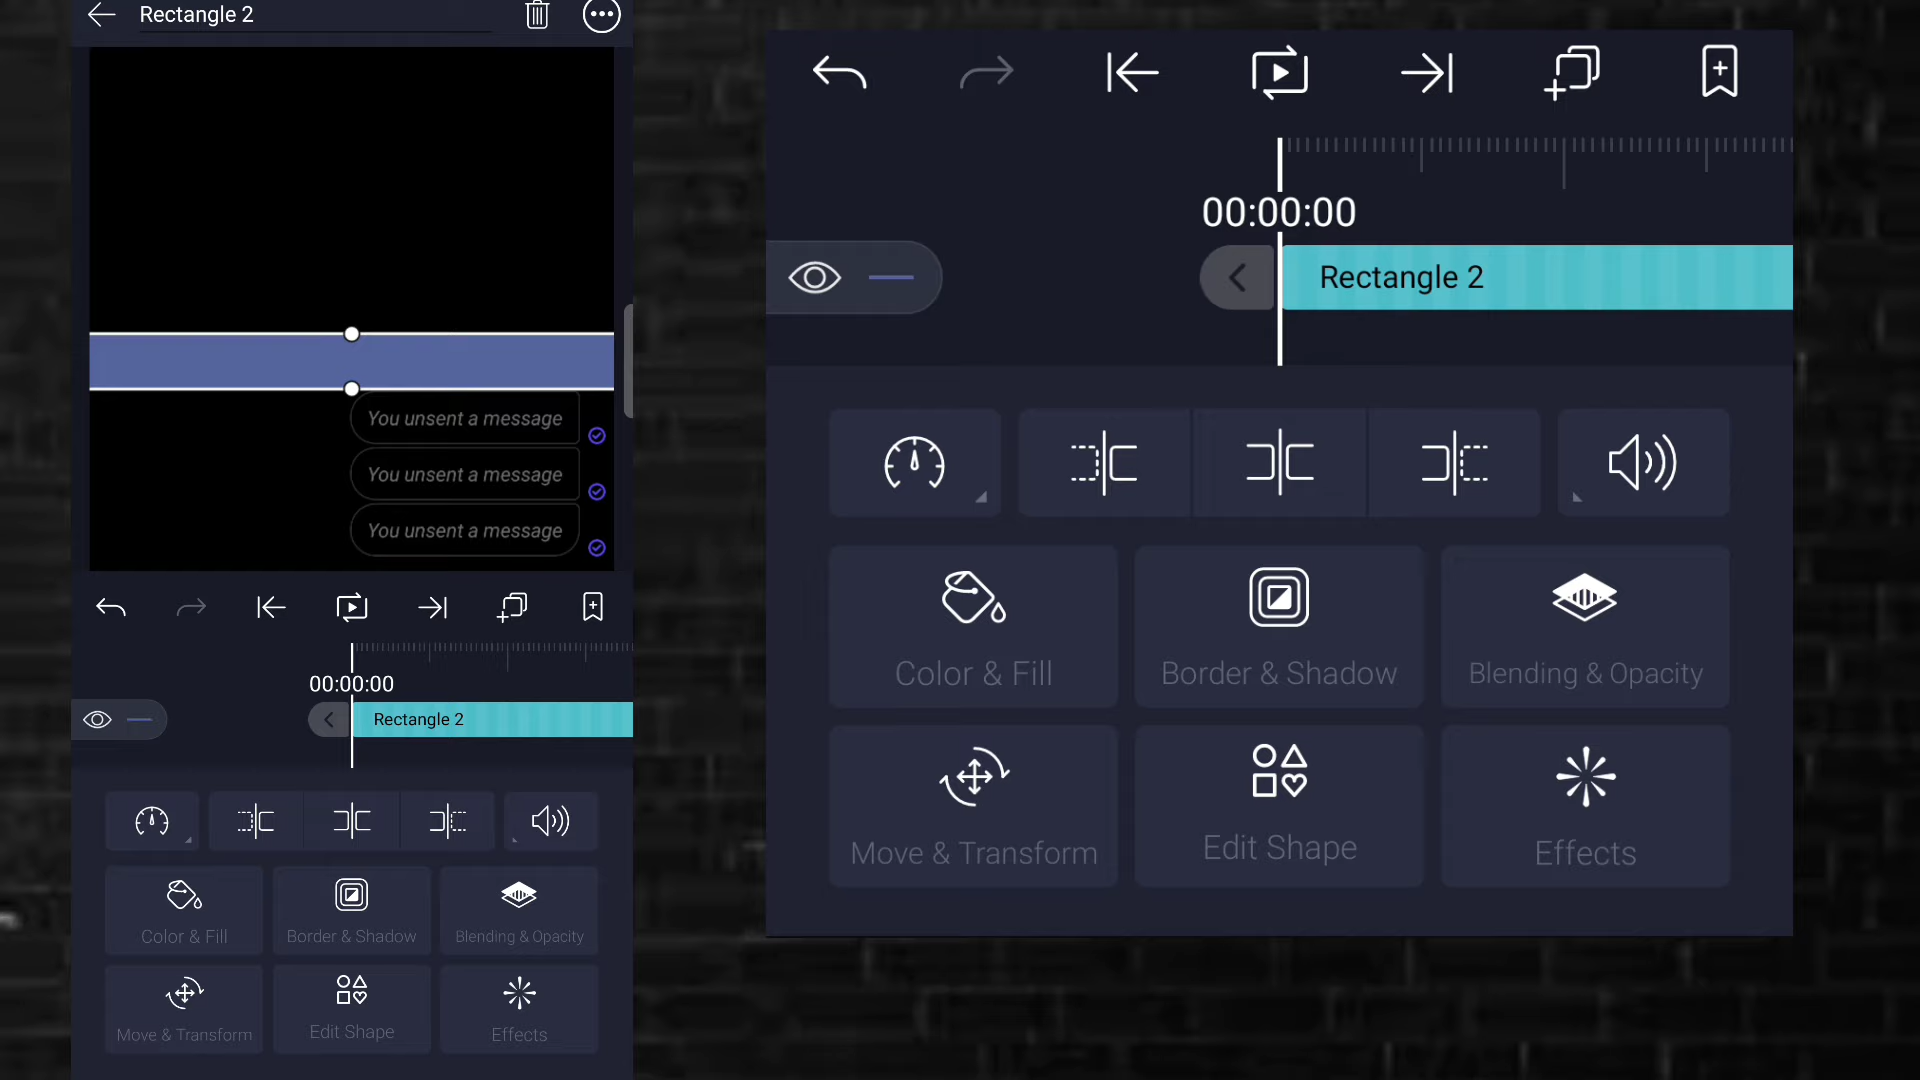 Rectangle 2
You unsent a message
You unsent a message
You unsent a message
00:00:00
Rectangle 2
Color & Fill
Border & Shadow
Blending & Opacity
Move & Transform
Edit Shape
Effects
00:00:00
Rectangle 2
Color & Fill
Border & Shadow
Blending & Opacity
Move & Transform
Edit Shape
Effects